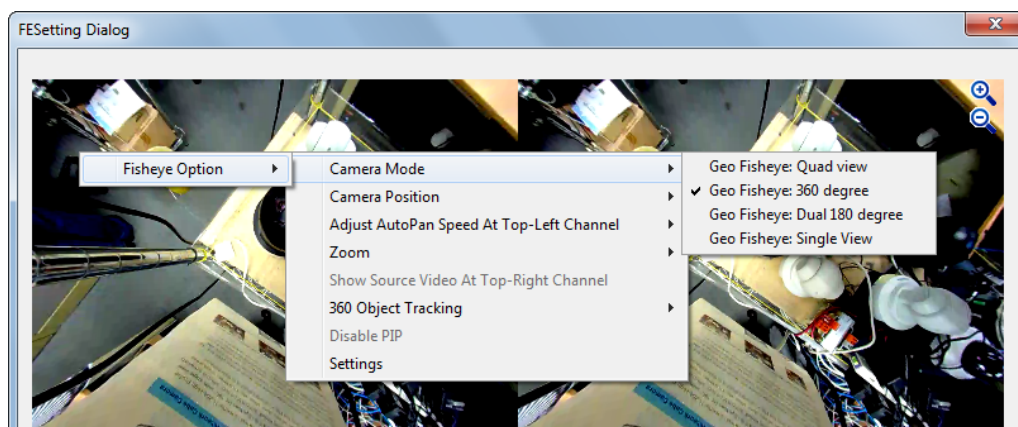 FESetting Dialog
Fisheye Option
Camera Mode
Camera Position
Adjust AutoPan Speed At Top-Left Channel
Zoom
Show Source Video At Top-Right Channel
360 Object Tracking
Disable PIP
Settings
Geo Fisheye: Quad view
Geo Fisheye: 360 degree
Geo Fisheye: Dual 180 degree
Geo Fisheye: Single View